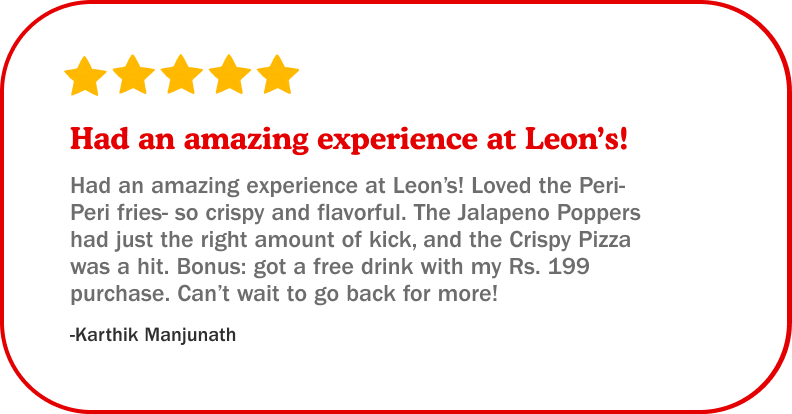 Had an amazing experience at Leon’s!
Had an amazing experience at Leon’s! Loved the Peri-
Peri fries- so crispy and flavorful. The Jalapeno Poppers
had just the right amount of kick, and the Crispy Pizza
was a hit. Bonus: got a free drink with my Rs. 199
purchase. Can’t wait to go back for more!
-Karthik Manjunath